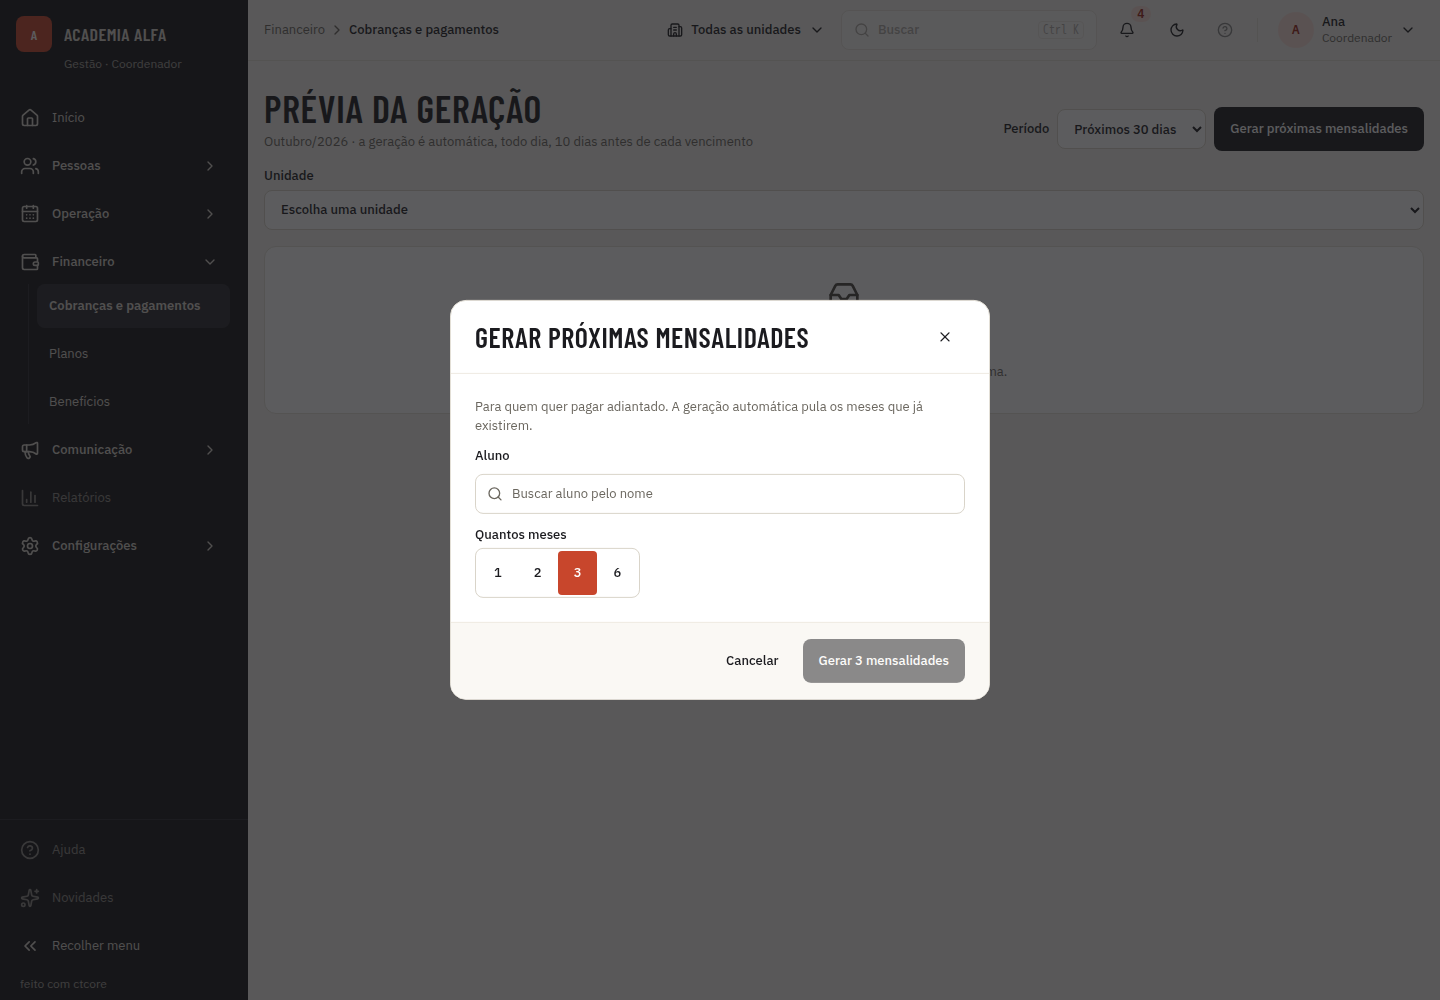 A
ACADEMIA ALFA
Gestão · Coordenador
Início
Pessoas
Operação
Financeiro
Cobranças e pagamentos
Planos
Benefícios
Comunicação
Relatórios
Configurações
Ajuda
Novidades
Recolher menu
feito com ctcore
Financeiro
Cobranças e pagamentos
Todas as unidades
Buscar
Ctrl K
4
A
Ana
Coordenador
PRÉVIA DA GERAÇÃO
Outubro/2026 · a geração é automática, todo dia, 10 dias antes de cada vencimento
Período
Próximos 30 dias
Gerar próximas mensalidades
Unidade
Escolha uma unidade
GERAR PRÓXIMAS MENSALIDADES
Para quem quer pagar adiantado. A geração automática pula os meses que já
existirem.
Aluno
Buscar aluno pelo nome
Quantos meses
1 2 3 6
Cancelar
Gerar 3 mensalidades